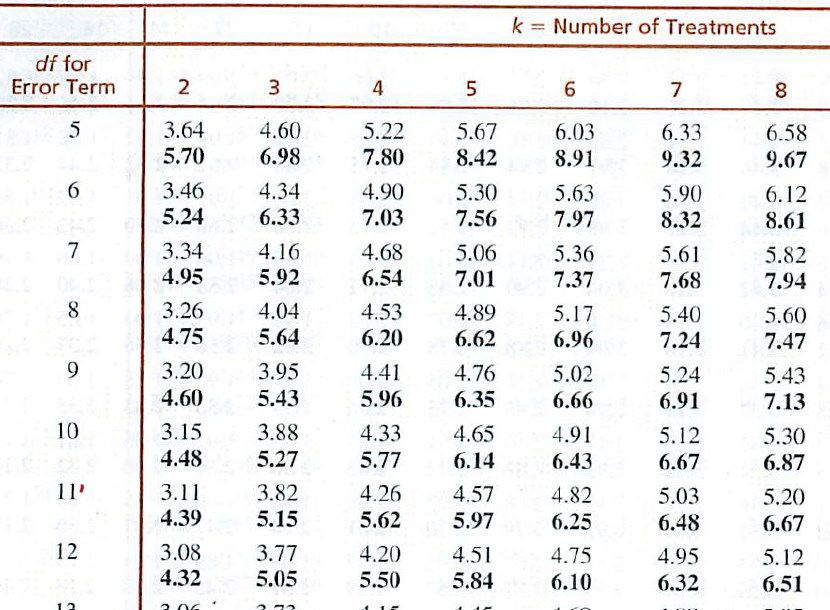 k = Number of Treatments
df for
Error Term 2 3 4 5 6 7 8
5 3.64 4.60 5.22 5.67 6.03 6.33 6.58
5.70 6.98 7.80 8.42 8.91 9.32 9.67
6 3.46 4.34 4.90 5.30 5.63 5.90 6.12
5.24 6.33 7.03 7.56 7.97 8.32 8.61
7 3.34 4.16 4.68 5.06 5.36 5.61 5.82
4.95 5.92 6.54 7.01 7.37 7.68 7.94
8 3.26 4.04 4.53 4.89 5.17 5.40 5.60
4.75 5.64 6.20 6.62 6.96 7.24 7.47
9 3.20 3.95 4.41 4.76 5.02 5.24 5.43
4.60 5.43 5.96 6.35 6.66 6.91 7.13
10 3.15 3.88 4.33 4.65 4.91 5.12 5.30
4.48 5.27 5.77 6.14 6.43 6.67 6.87
11 3.11 3.82 4.26 4.57 4.82 5.03 5.20
4.39 5.15 5.62 5.97 6.25 6.48 6.67
12 3.08 3.77 4.20 4.51 4.75 4.95 5.12
4.32 5.05 5.50 5.84 6.10 6.32 6.51
13 3.06 3.73 4.15 4.45